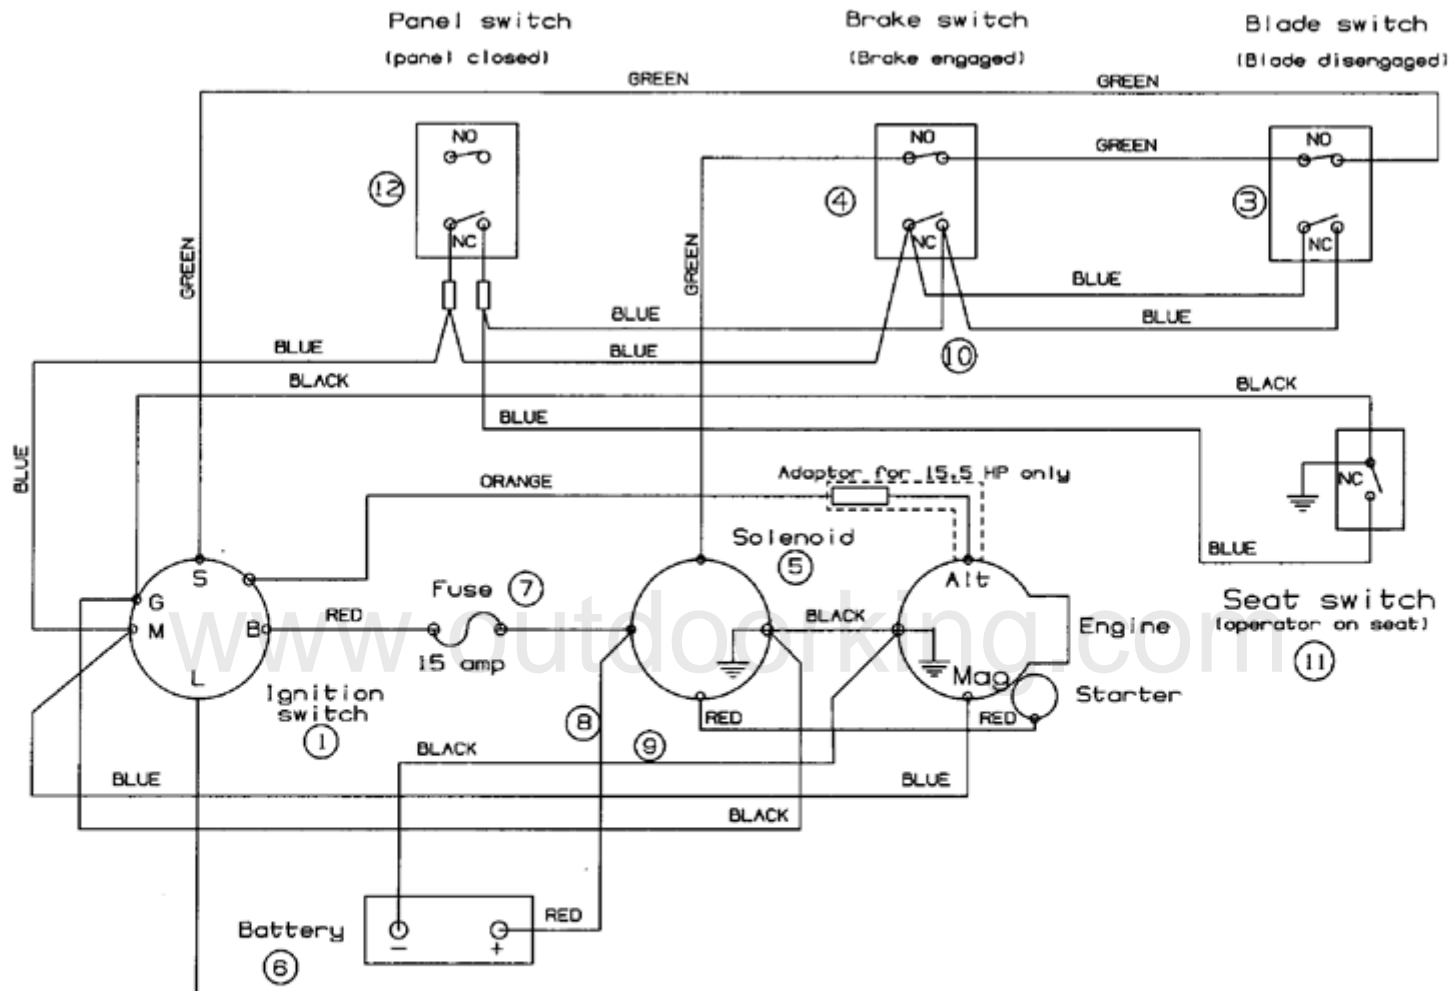 Panel switch
(panel closed)
Brake switch
(Brake engaged)
Blade switch
(Blade disengaged)
GREEN
GREEN
NO
NO
NO
GREEN
12
4
3
NC
NC
NC
GREEN
GREEN
BLUE
BLUE
BLUE
BLUE
BLUE
10
BLACK
BLACK
BLUE
BLUE
ORANGE
Adaptor for 15.5 HP only
NC
Solenoid
5
BLUE
S
Alt
Fuse 7
G
M
B
RED
BLACK
Engine
Seat switch
(operator on seat)
11
www.outdoorking.com
15 amp
L
Mag
Ignition
switch
1
Starter
8
RED
RED
9
BLACK
BLUE
BLUE
BLACK
Battery
6
RED
-
+